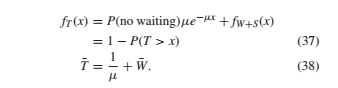 f_T(x) = P(no waiting)μe^{−μx} + f_{W+S}(x)
= 1 − P(T > x) (37)
T̄ = 1/μ + W̄. (38)